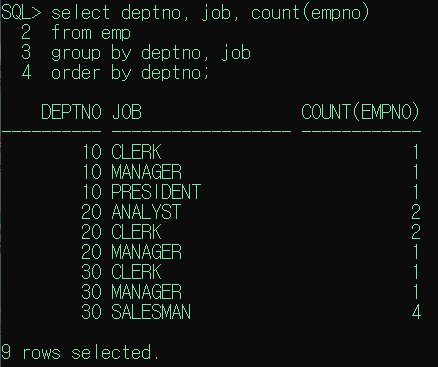 SQL> select deptno, job, count(empno)
  2  from emp
  3  group by deptno, job
  4  order by deptno;

    DEPTNO JOB                COUNT(EMPNO)
---------- ------------------ ------------
        10 CLERK                         1
        10 MANAGER                       1
        10 PRESIDENT                     1
        20 ANALYST                       2
        20 CLERK                         2
        20 MANAGER                       1
        30 CLERK                         1
        30 MANAGER                       1
        30 SALESMAN                      4

9 rows selected.